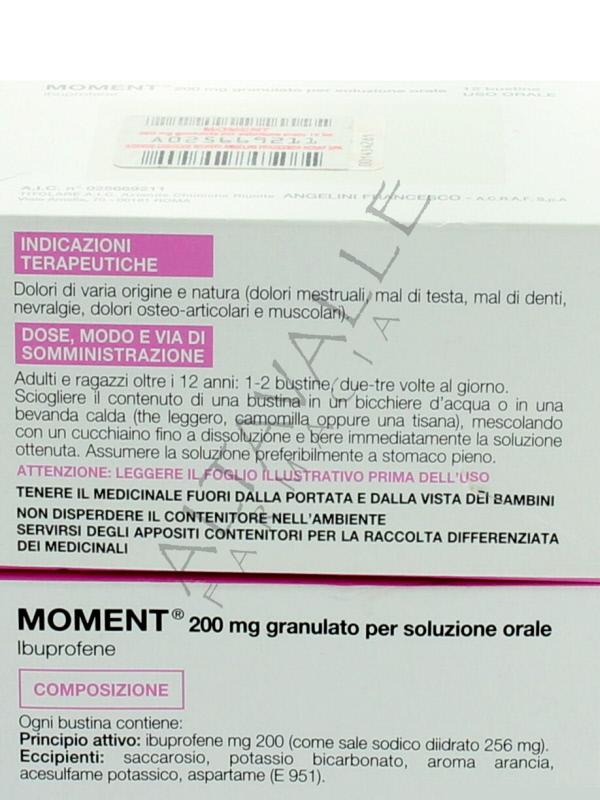 MOMENT® 200 mg granulato per soluzione orale 12 bustine
Ibuprofene USO ORALE
MOMENT
A025669211
A.I.C. n° 025669211
TITOLARE A.I.C. Aziende Chimiche Riunite ANGELINI FRANCESCO - A.C.R.A.F. S.p.A
Viale Amelia, 70 - 00181 ROMA
INDICAZIONI
TERAPEUTICHE
Dolori di varia origine e natura (dolori mestruali, mal di testa, mal di denti,
nevralgie, dolori osteo-articolari e muscolari).
DOSE, MODO E VIA DI
SOMMINISTRAZIONE
Adulti e ragazzi oltre i 12 anni: 1-2 bustine, due-tre volte al giorno.
Sciogliere il contenuto di una bustina in un bicchiere d'acqua o in una
bevanda calda (the leggero, camomilla oppure una tisana), mescolando
con un cucchiaino fino a dissoluzione e bere immediatamente la soluzione
ottenuta. Assumere la soluzione preferibilmente a stomaco pieno.
ATTENZIONE: LEGGERE IL FOGLIO ILLUSTRATIVO PRIMA DELL'USO
TENERE IL MEDICINALE FUORI DALLA PORTATA E DALLA VISTA DEI BAMBINI
NON DISPERDERE IL CONTENITORE NELL'AMBIENTE
SERVIRSI DEGLI APPOSITI CONTENITORI PER LA RACCOLTA DIFFERENZIATA
DEI MEDICINALI
ALTAVALLE
FARMACIA
MOMENT® 200 mg granulato per soluzione orale
Ibuprofene
COMPOSIZIONE
Ogni bustina contiene:
Principio attivo: ibuprofene mg 200 (come sale sodico diidrato 256 mg).
Eccipienti: saccarosio, potassio bicarbonato, aroma arancia,
acesulfame potassico, aspartame (E 951).